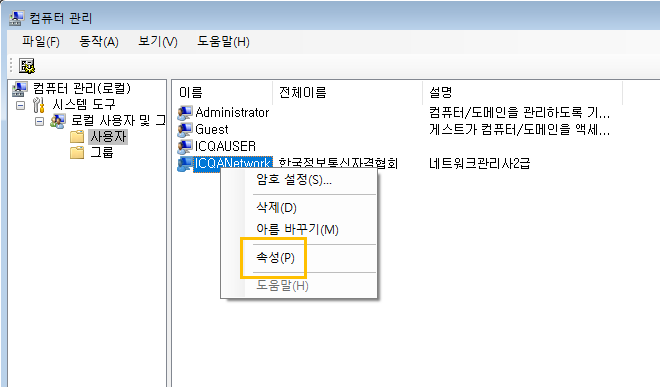 컴퓨터 관리
파일(F) 동작(A) 보기(V) 도움말(H)
컴퓨터 관리(로컬)
시스템 도구
로컬 사용자 및 그
사용자
그룹
이름 전체이름 설명
Administrator 컴퓨터/도메인을 관리하도록 기...
Guest 게스트가 컴퓨터/도메인을 액세...
ICQAUSER
ICQANetwork 한국정보통신자격협회 네트워크관리사2급
암호 설정(S)...
삭제(D)
아름 바꾸기(M)
속성(P)
도움말(H)